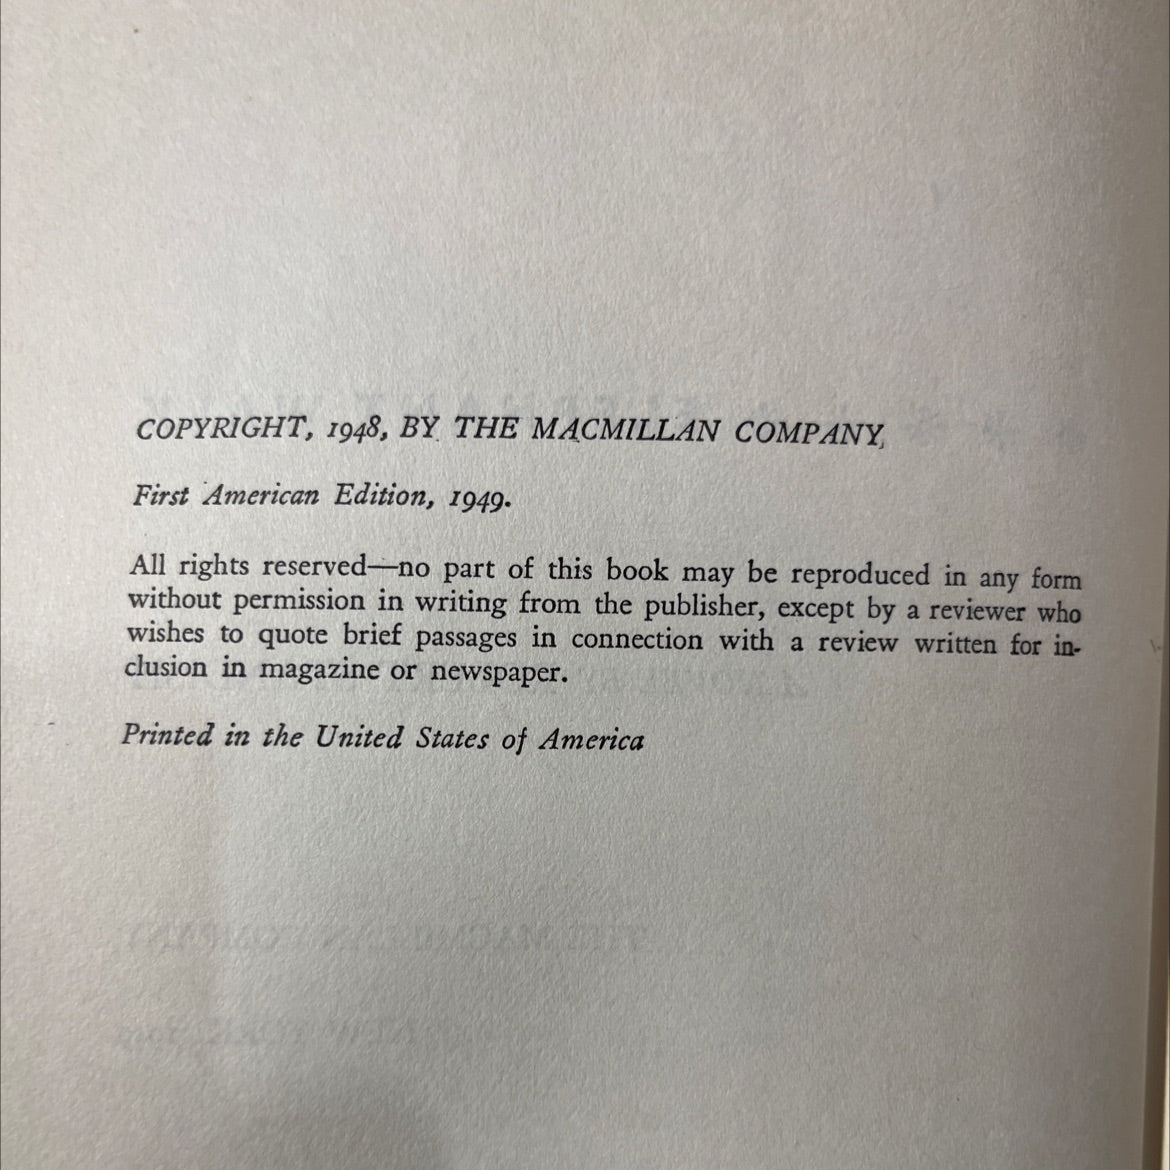 COPYRIGHT, 1948, BY THE MACMILLAN COMPANY
First American Edition, 1949.
All rights reserved—no part of this book may be reproduced in any form
without permission in writing from the publisher, except by a reviewer who
wishes to quote brief passages in connection with a review written for in-
clusion in magazine or newspaper.
Printed in the United States of America